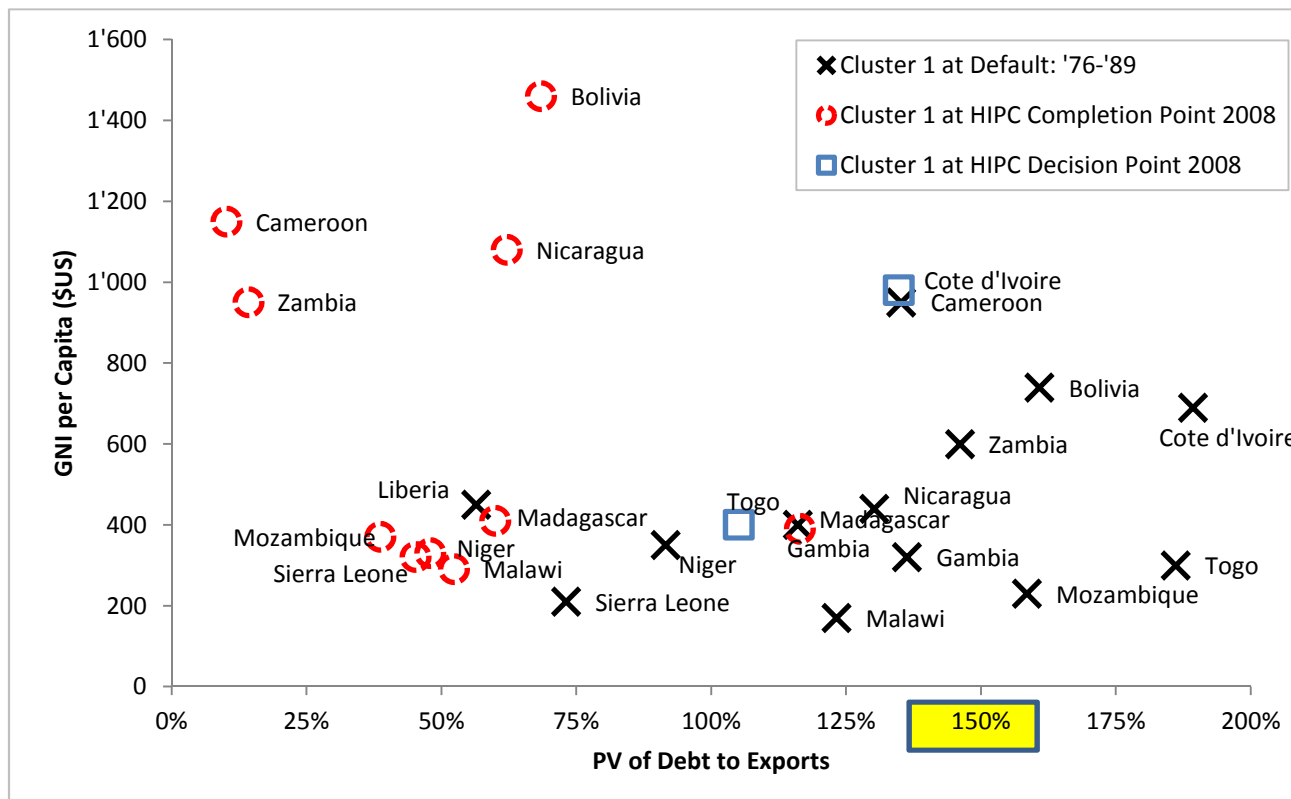 1'600
Cluster 1 at Default: '76-'89
Bolivia
Cluster 1 at HIPC Completion Point 2008
1'400
Cluster 1 at HIPC Decision Point 2008
1'200
Cameroon
Nicaragua
Cote d'Ivoire
1'000
Zambia
Cameroon
GNI per Capita ($US)
800
Bolivia
Cote d'Ivoire
600
Zambia
Liberia
Nicaragua
Togo
Madagascar
Madagascar
400
Mozambique
Niger
Gambia
Gambia
Sierra Leone
Malawi
Niger
Togo
200
Sierra Leone
Mozambique
Malawi
0
0% 25% 50% 75% 100% 125% 150% 175% 200%
PV of Debt to Exports